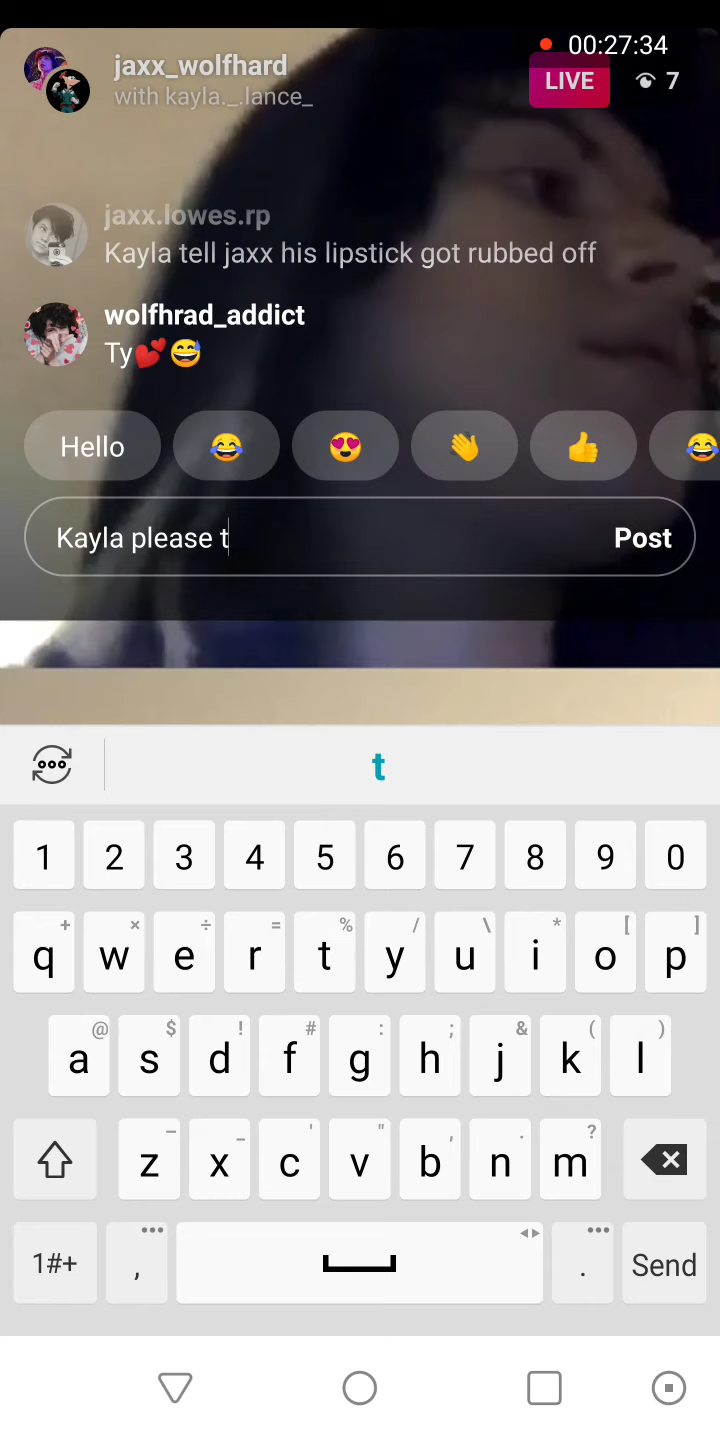 00:27:34
jaxx_wolfhard
with kayla._.lance_
LIVE
7
jaxx.lowes.rp
Kayla tell jaxx his lipstick got rubbed off
wolfhrad_addict
Ty💕😅
Hello 😂 😍 👋 👍 😂
Kayla please t
Post
t
1 2 3 4 5 6 7 8 9 0
+ × ÷ = % / \ * [ ]
q w e r t y u i o p
@ $ ! # : ; & ( )
a s d f g h j k l
– _ ' " , . ?
z x c v b n m
1#+ , . Send